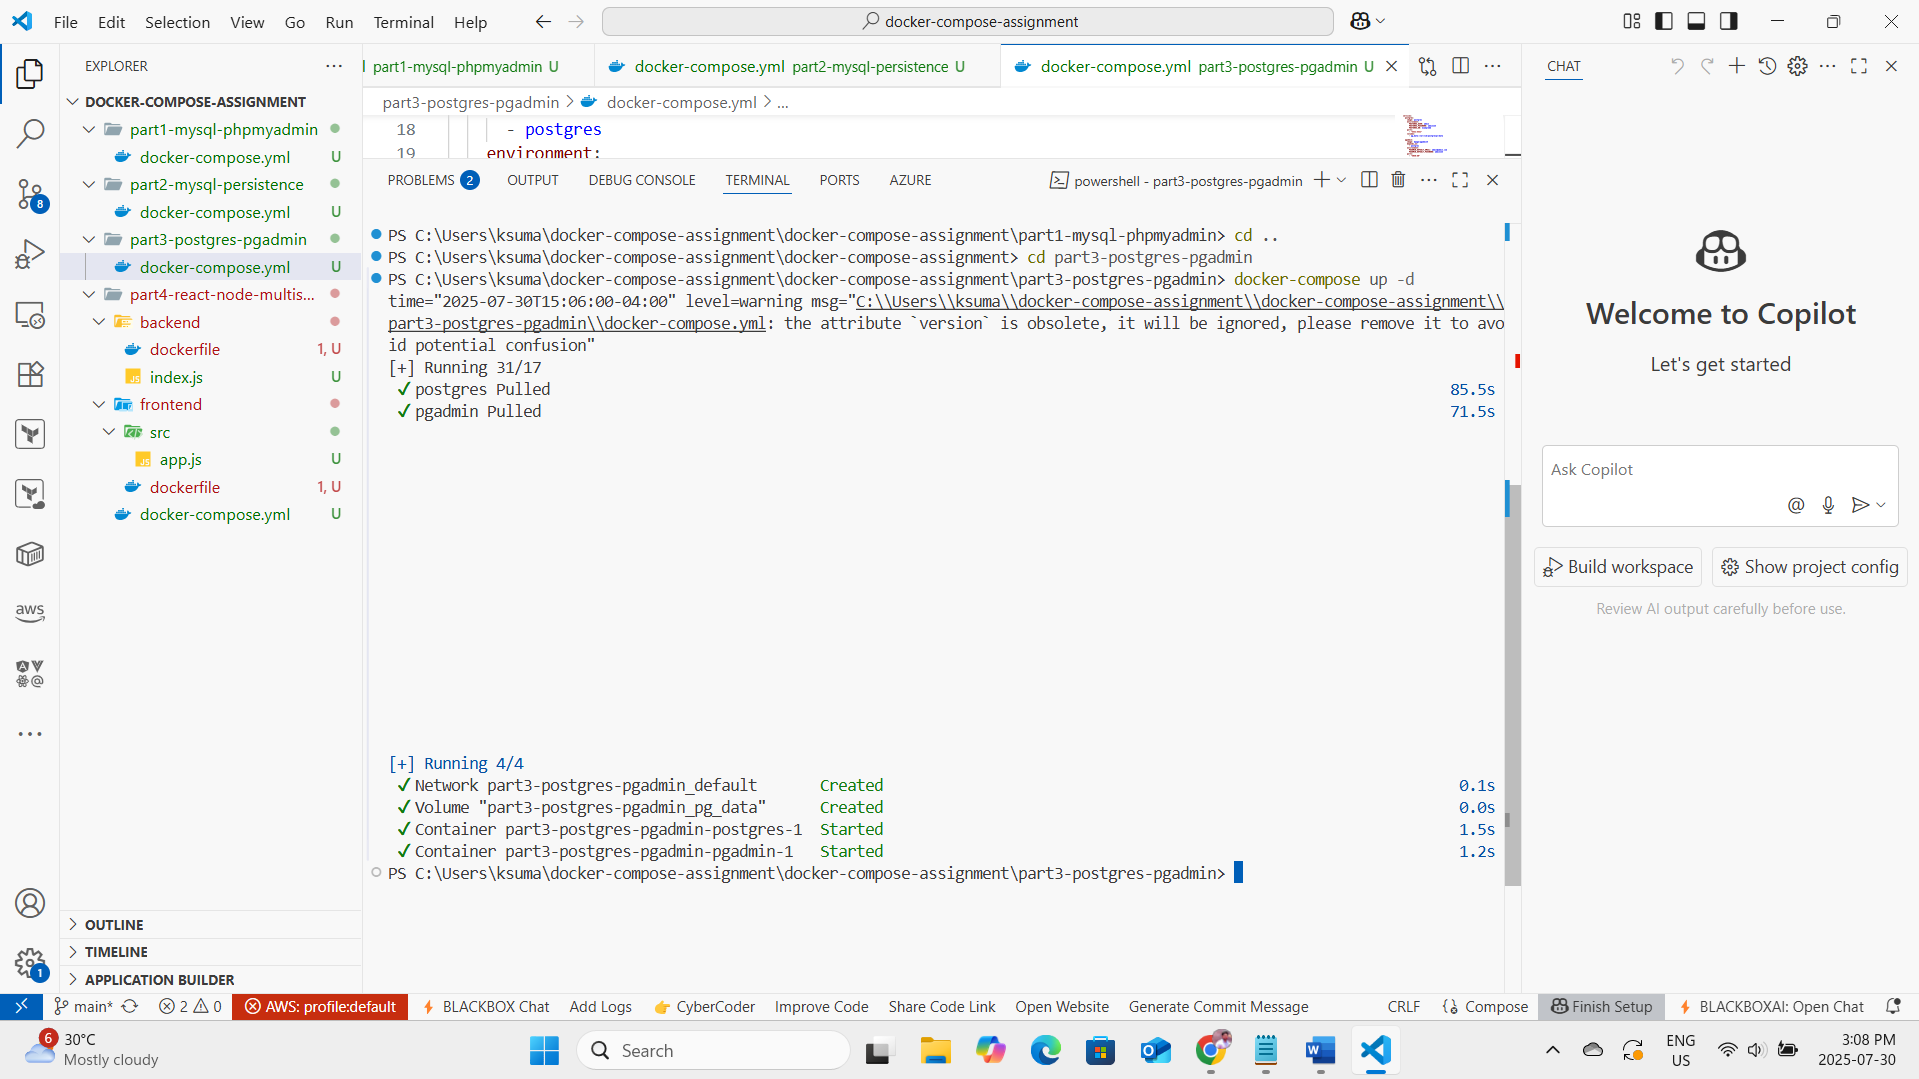 File Edit Selection View Go Run Terminal Help
docker-compose-assignment
EXPLORER
DOCKER-COMPOSE-ASSIGNMENT
part1-mysql-phpmyadmin
docker-compose.yml U
part2-mysql-persistence
docker-compose.yml U
part3-postgres-pgadmin
docker-compose.yml U
part4-react-node-multis...
backend
dockerfile 1, U
index.js U
frontend
src
app.js U
dockerfile 1, U
docker-compose.yml U
OUTLINE
TIMELINE
APPLICATION BUILDER
8
aws
1
part1-mysql-phpmyadmin U
docker-compose.yml part2-mysql-persistence U
docker-compose.yml part3-postgres-pgadmin U
part3-postgres-pgadmin > docker-compose.yml > ...
18 - postgres
19 environment:
PROBLEMS 2 OUTPUT DEBUG CONSOLE TERMINAL PORTS AZURE
powershell - part3-postgres-pgadmin
PS C:\Users\ksuma\docker-compose-assignment\docker-compose-assignment\part1-mysql-phpmyadmin> cd ..
PS C:\Users\ksuma\docker-compose-assignment\docker-compose-assignment> cd part3-postgres-pgadmin
PS C:\Users\ksuma\docker-compose-assignment\docker-compose-assignment\part3-postgres-pgadmin> docker-compose up -d
time="2025-07-30T15:06:00-04:00" level=warning msg="C:\\Users\\ksuma\\docker-compose-assignment\\docker-compose-assignment\\
part3-postgres-pgadmin\\docker-compose.yml: the attribute `version` is obsolete, it will be ignored, please remove it to avo
id potential confusion"
[+] Running 31/17
✓ postgres Pulled 85.5s
✓ pgadmin Pulled 71.5s
[+] Running 4/4
✓ Network part3-postgres-pgadmin_default Created 0.1s
✓ Volume "part3-postgres-pgadmin_pg_data" Created 0.0s
✓ Container part3-postgres-pgadmin-postgres-1 Started 1.5s
✓ Container part3-postgres-pgadmin-pgadmin-1 Started 1.2s
PS C:\Users\ksuma\docker-compose-assignment\docker-compose-assignment\part3-postgres-pgadmin>
CHAT
Welcome to Copilot
Let's get started
Ask Copilot
Build workspace
Show project config
Review AI output carefully before use.
main* 2 0 AWS: profile:default BLACKBOX Chat Add Logs CyberCoder Improve Code Share Code Link Open Website Generate Commit Message CRLF {} Compose Finish Setup BLACKBOXAI: Open Chat
6
30°C
Mostly cloudy
Search
ENG
US
3:08 PM
2025-07-30